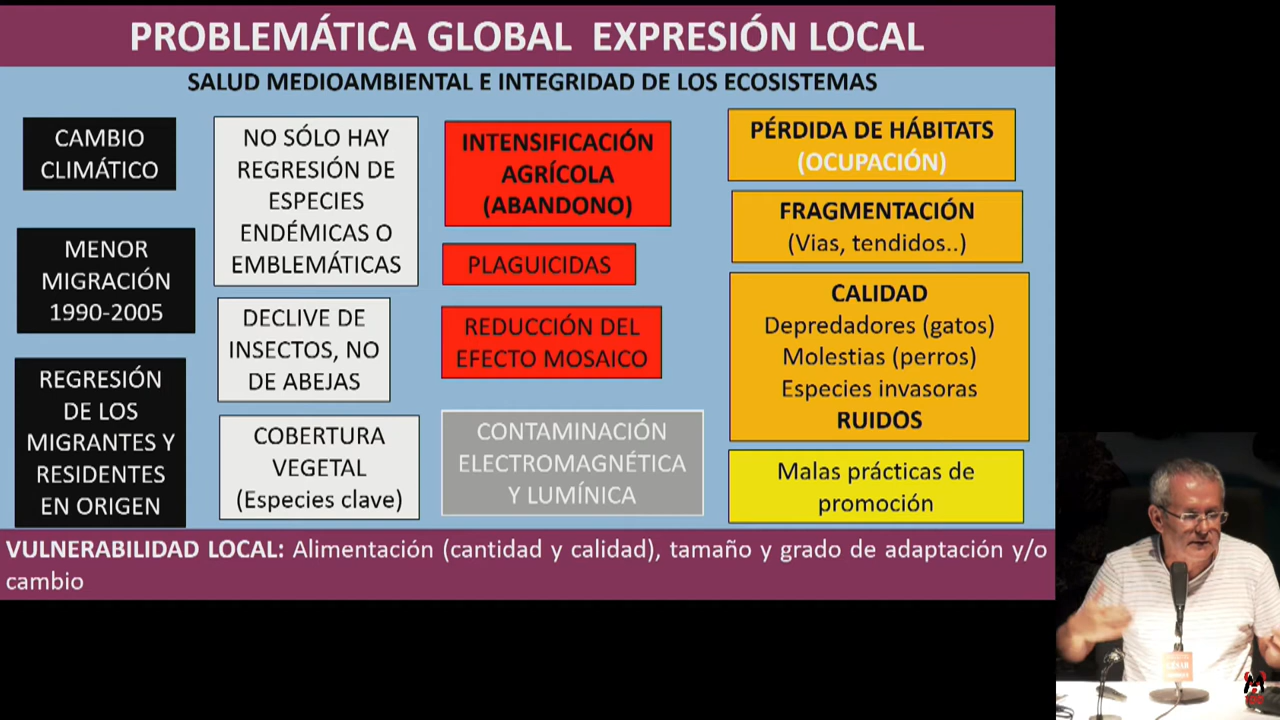 PROBLEMÁTICA GLOBAL EXPRESIÓN LOCAL
SALUD MEDIOAMBIENTAL E INTEGRIDAD DE LOS ECOSISTEMAS
CAMBIO
CLIMÁTICO
MENOR
MIGRACIÓN
1990-2005
REGRESIÓN
DE LOS
MIGRANTES Y
RESIDENTES
EN ORIGEN
NO SÓLO HAY
REGRESIÓN DE
ESPECIES
ENDÉMICAS O
EMBLEMÁTICAS
DECLIVE DE
INSECTOS, NO
DE ABEJAS
COBERTURA
VEGETAL
(Especies clave)
INTENSIFICACIÓN
AGRÍCOLA
(ABANDONO)
PLAGUICIDAS
REDUCCIÓN DEL
EFECTO MOSAICO
CONTAMINACIÓN
ELECTROMAGNÉTICA
Y LUMÍNICA
PÉRDIDA DE HÁBITATS
(OCUPACIÓN)
FRAGMENTACIÓN
(Vias, tendidos..)
CALIDAD
Depredadores (gatos)
Molestias (perros)
Especies invasoras
RUIDOS
Malas prácticas de
promoción
VULNERABILIDAD LOCAL: Alimentación (cantidad y calidad), tamaño y grado de adaptación y/o
cambio
CÉSAR